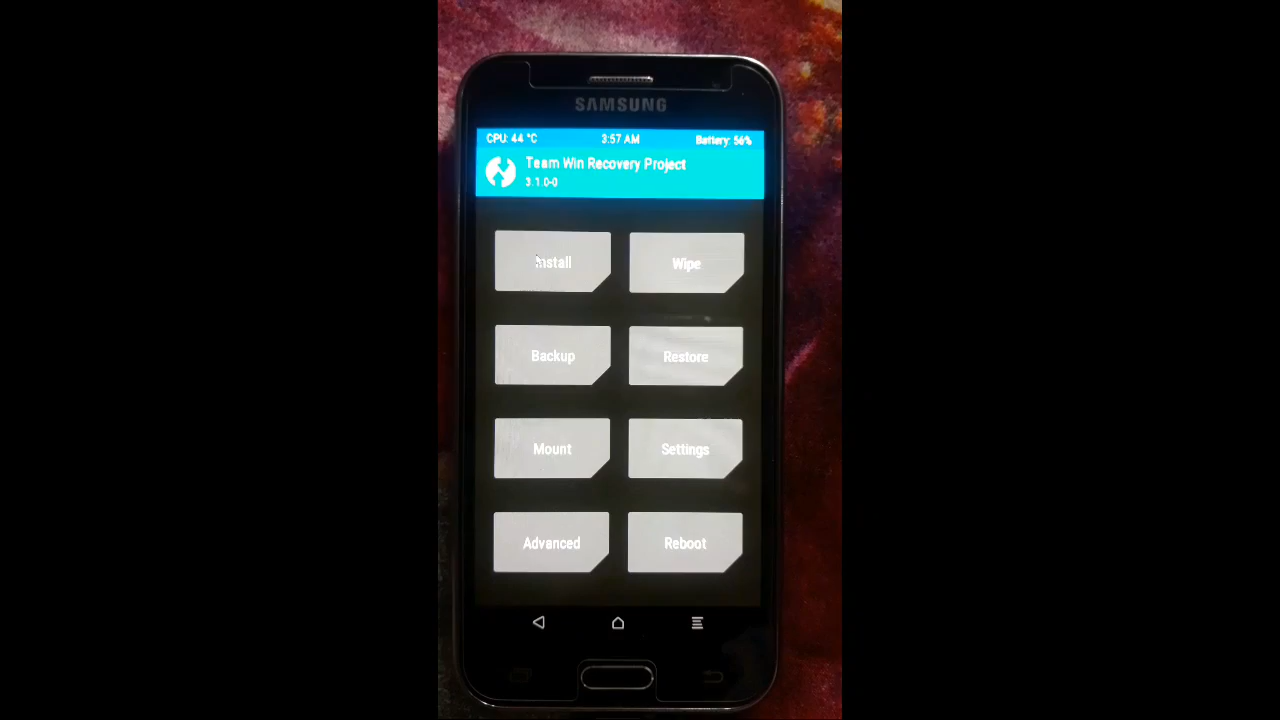 SAMSUNG
CPU: 44 °C 3:57 AM Battery: 56%
Team Win Recovery Project
3.1.0-0
Install Wipe
Backup Restore
Mount Settings
Advanced Reboot